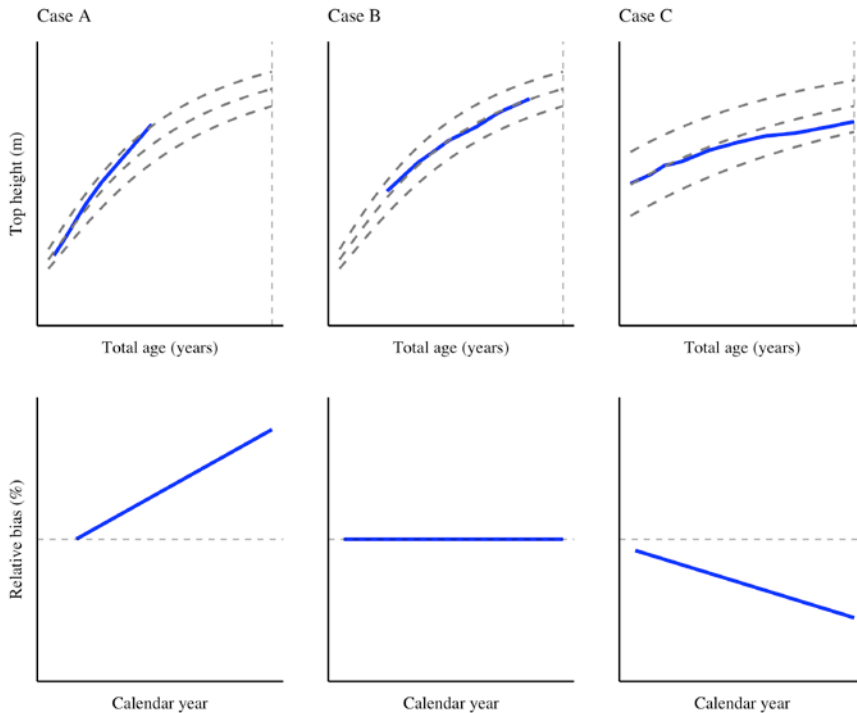 Case A
Case B
Case C
Top height (m)
Total age (years)
Total age (years)
Total age (years)
Relative bias (%)
Calendar year
Calendar year
Calendar year